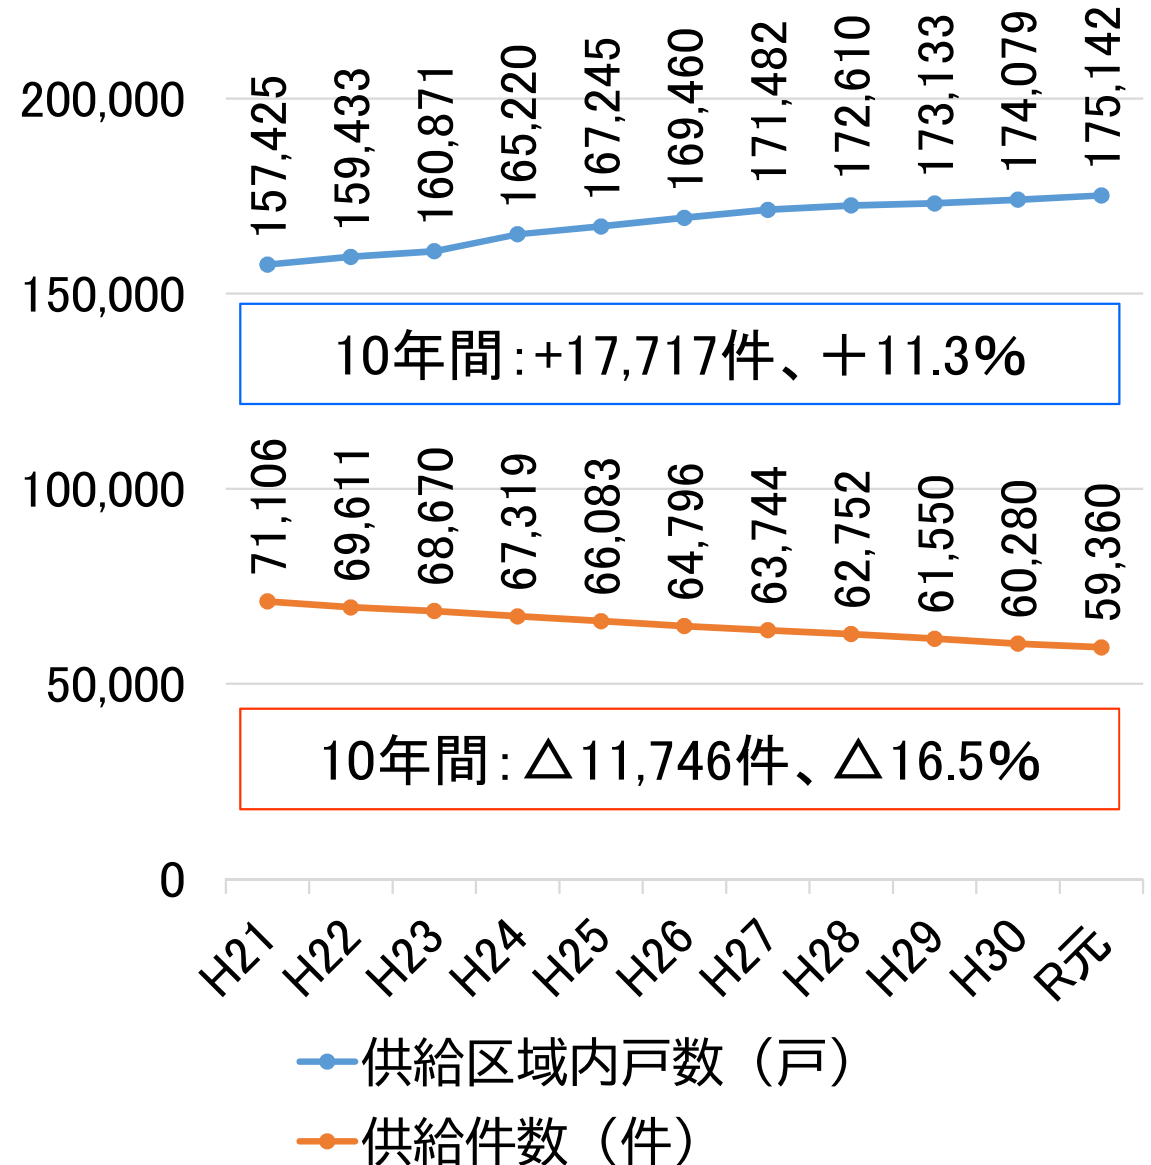 200,000
150,000
100,000
50,000
0
157,425
159,433
160,871
165,220
167,245
169,460
171,482
172,610
173,133
174,079
175,142
10年間：+17,717件、＋11.3%
71,106
69,611
68,670
67,319
66,083
64,796
63,744
62,752
61,550
60,280
59,360
10年間：△11,746件、△16.5%
H21
H22
H23
H24
H25
H26
H27
H28
H29
H30
R元
供給区域内戸数（戸）
供給件数（件）